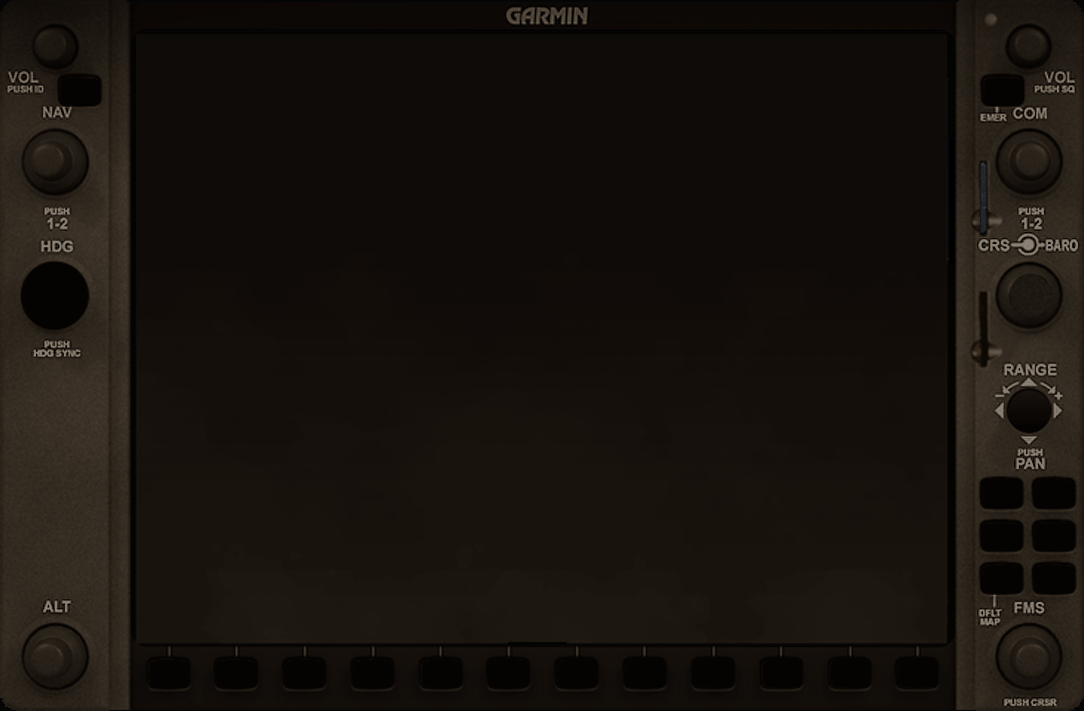 GARMIN
VOL
PUSH ID
NAV
PUSH
1-2
HDG
PUSH
HDG SYNC
ALT
VOL
PUSH SQ
EMER
COM
PUSH
1-2
CRS
BARO
RANGE
- +
PUSH
PAN
DFLT
MAP
FMS
PUSH CRSR